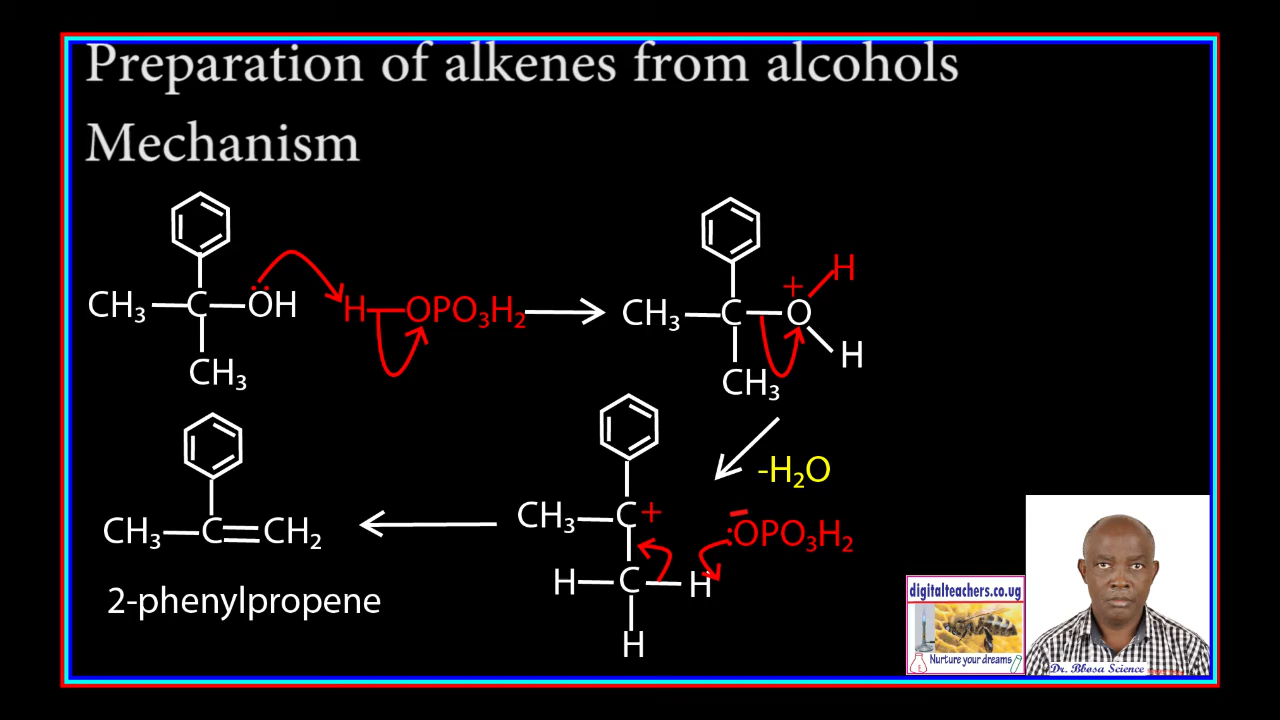 Preparation of alkenes from alcohols
Mechanism
CH₃ C ÖH H OPO₃H₂ CH₃ C O + H H
CH₃ CH₃
-H₂O
CH₃ C + :OPO₃H₂ -
H C H
H
CH₃ C CH₂
2-phenylpropene
digitalteachers.co.ug
Nurture your dreams
Dr. Bbosa Science